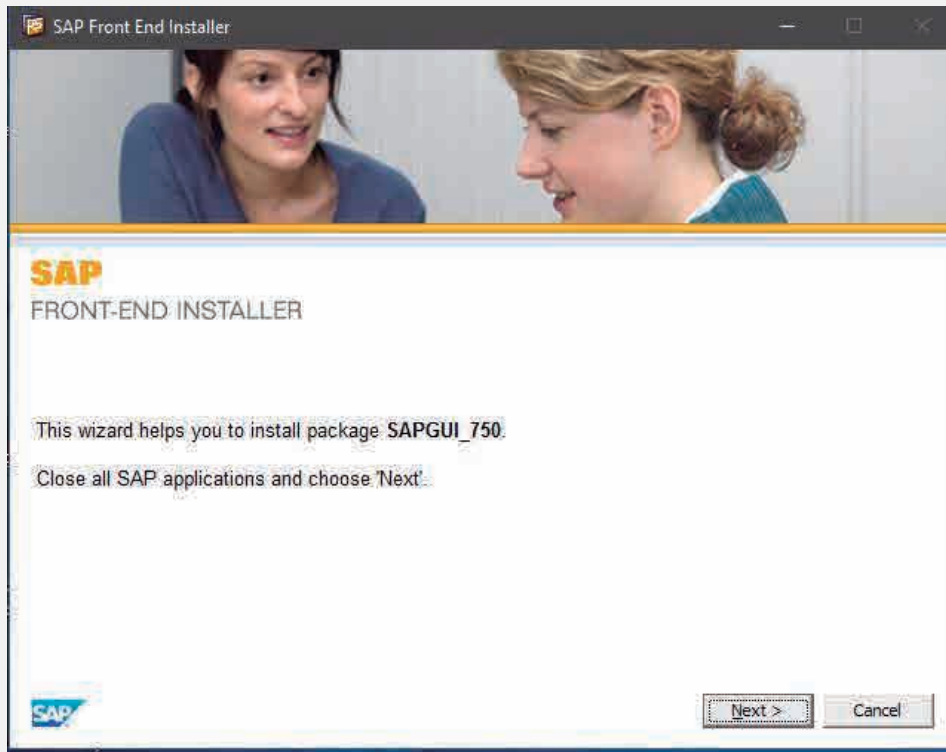 SAP Front End Installer
SAP
FRONT-END INSTALLER
This wizard helps you to install package SAPGUI_750.
Close all SAP applications and choose 'Next'.
SAP
Next >
Cancel